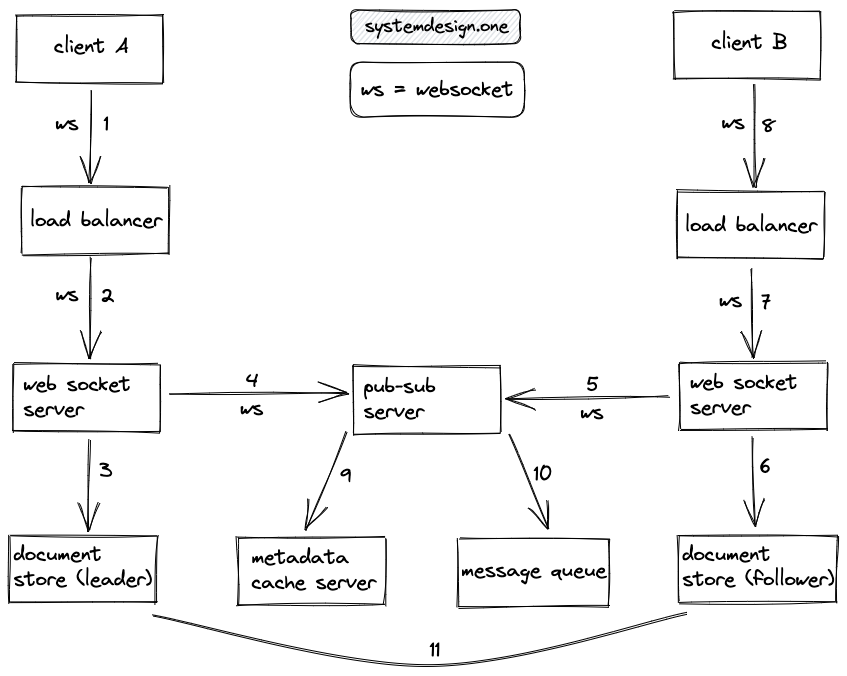 client A
systemdesign.one
client B
ws = websocket
ws 1
ws 8
load balancer
load balancer
ws 2
ws 7
web socket
server
4
ws
pub-sub
server
5
ws
web socket
server
3
9
10
6
document
store (leader)
metadata
cache server
message queue
document
store (follower)
11